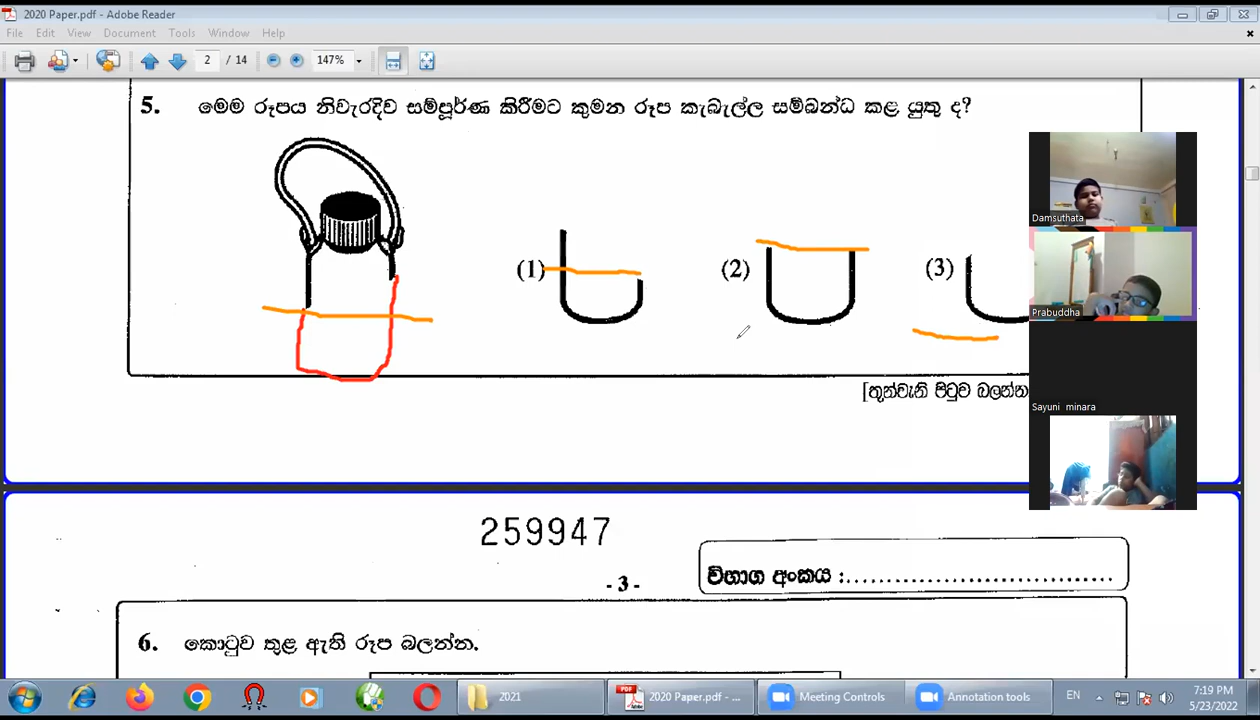 2020 Paper.pdf - Adobe Reader
File Edit View Document Tools Window Help
2 / 14 147%
5. මෙම රූපය නිවැරදිව සම්පූර්ණ කිරීමට කුමන රූප කැබැල්ල සම්බන්ධ කළ යුතු ද?
(1) (2) (3)
Damsuthata
Prabuddha
Sayuni minara
[තුන්වැනි පිටුව බලන්න
259947
විභාග අංකය :................................
- 3 -
6. කොටුව තුළ ඇති රූප බලන්න.
2021 2020 Paper.pdf - ... Meeting Controls Annotation tools EN 7:19 PM
5/23/2022